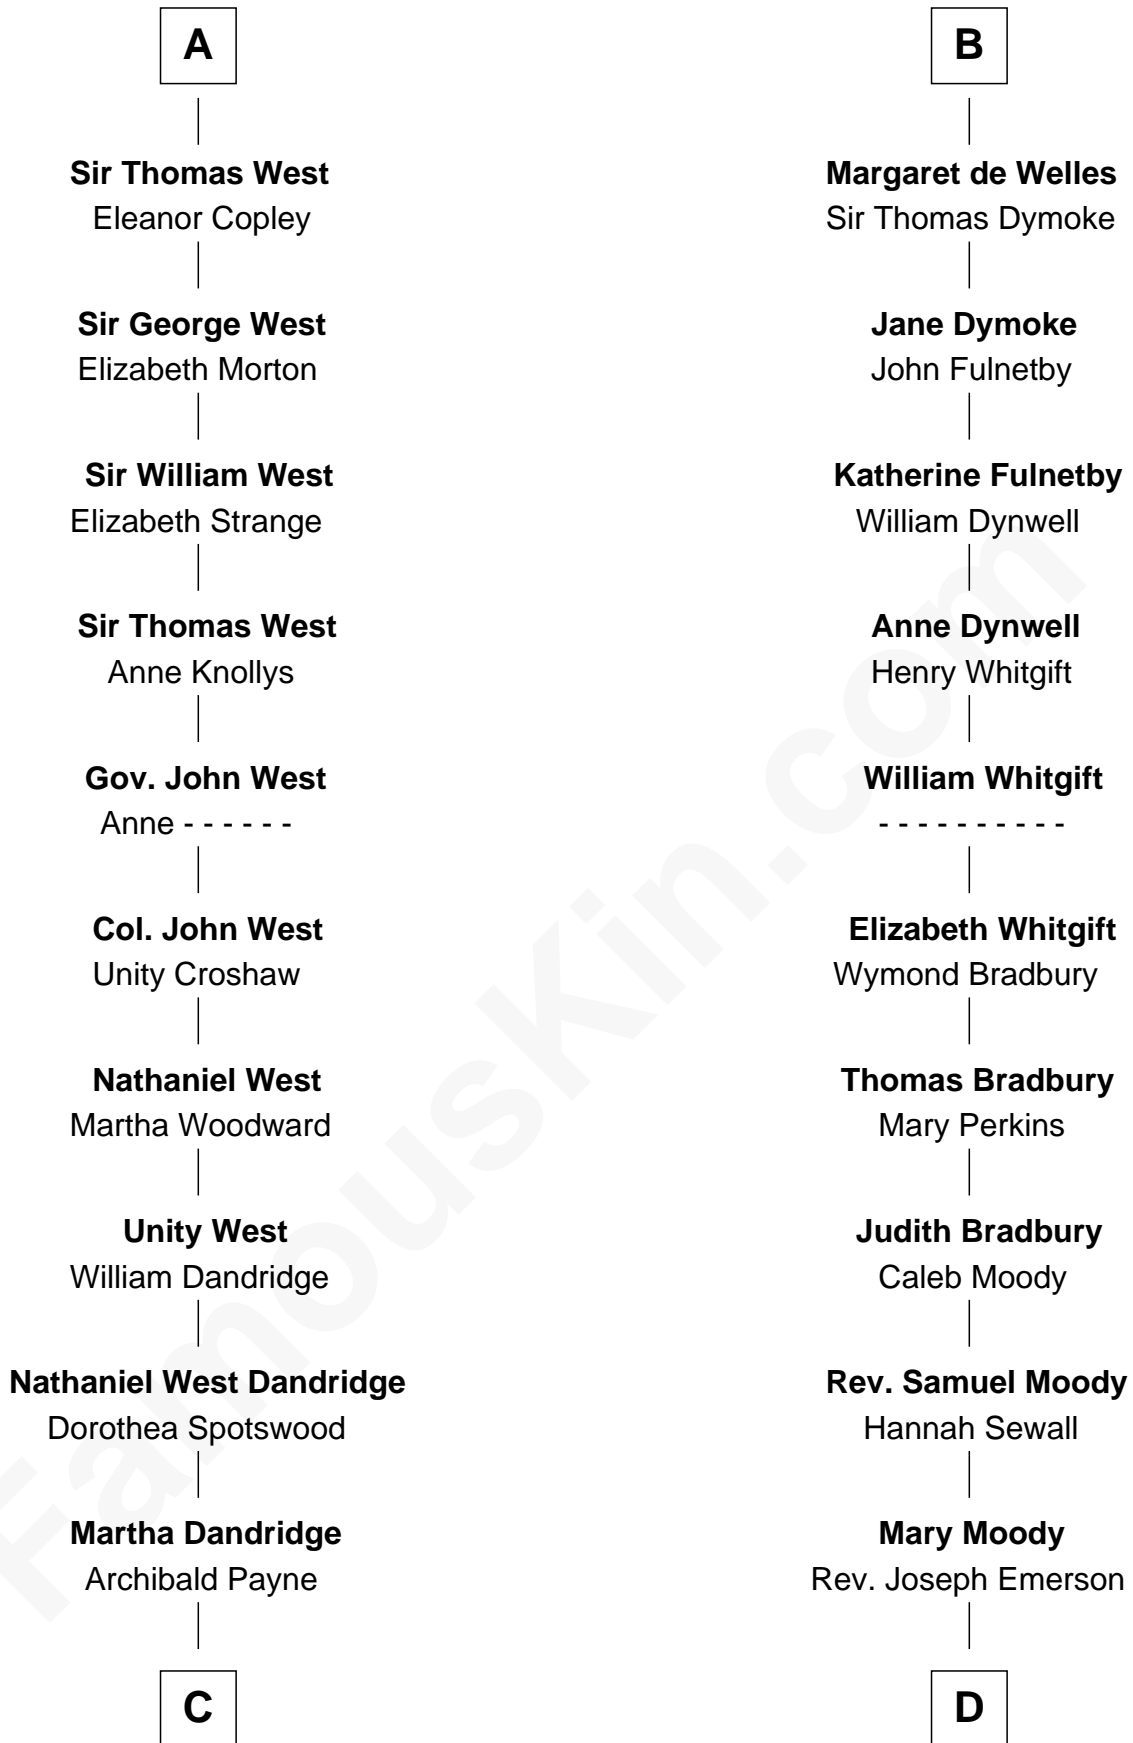 A
Sir Thomas West
Eleanor Copley
Sir George West
Elizabeth Morton
Sir William West
Elizabeth Strange
Sir Thomas West
Anne Knollys
Gov. John West
Anne - - - - - -
Col. John West
Unity Croshaw
Nathaniel West
Martha Woodward
Unity West
William Dandridge
Nathaniel West Dandridge
Dorothea Spotswood
Martha Dandridge
Archibald Payne
C
B
Margaret de Welles
Sir Thomas Dymoke
Jane Dymoke
John Fulnetby
Katherine Fulnetby
William Dynwell
Anne Dynwell
Henry Whitgift
William Whitgift
- - - - - - - - - -
Elizabeth Whitgift
Wymond Bradbury
Thomas Bradbury
Mary Perkins
Judith Bradbury
Caleb Moody
Rev. Samuel Moody
Hannah Sewall
Mary Moody
Rev. Joseph Emerson
D
FamousKin.com